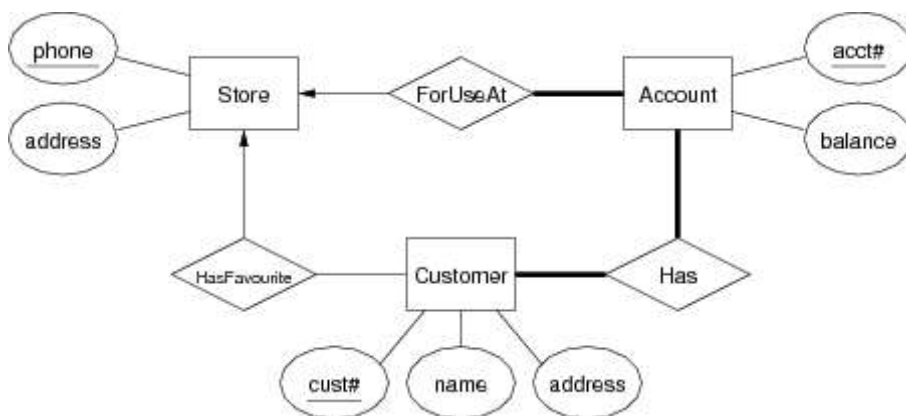 phone
acct#
Store
ForUseAt
Account
address
balance
HasFavourite
Customer
Has
cust#
name
address